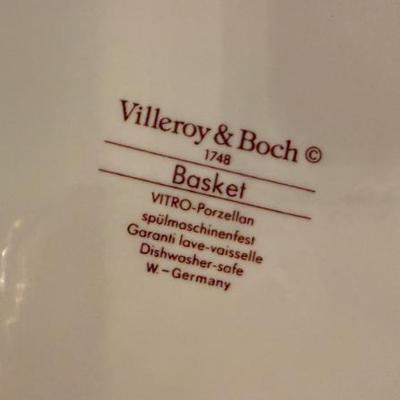 Villeroy & Boch ©
1748
Basket
VITRO-Porzellan
spülmaschinenfest
Garanti lave-vaisselle
Dishwasher-safe
W.-Germany